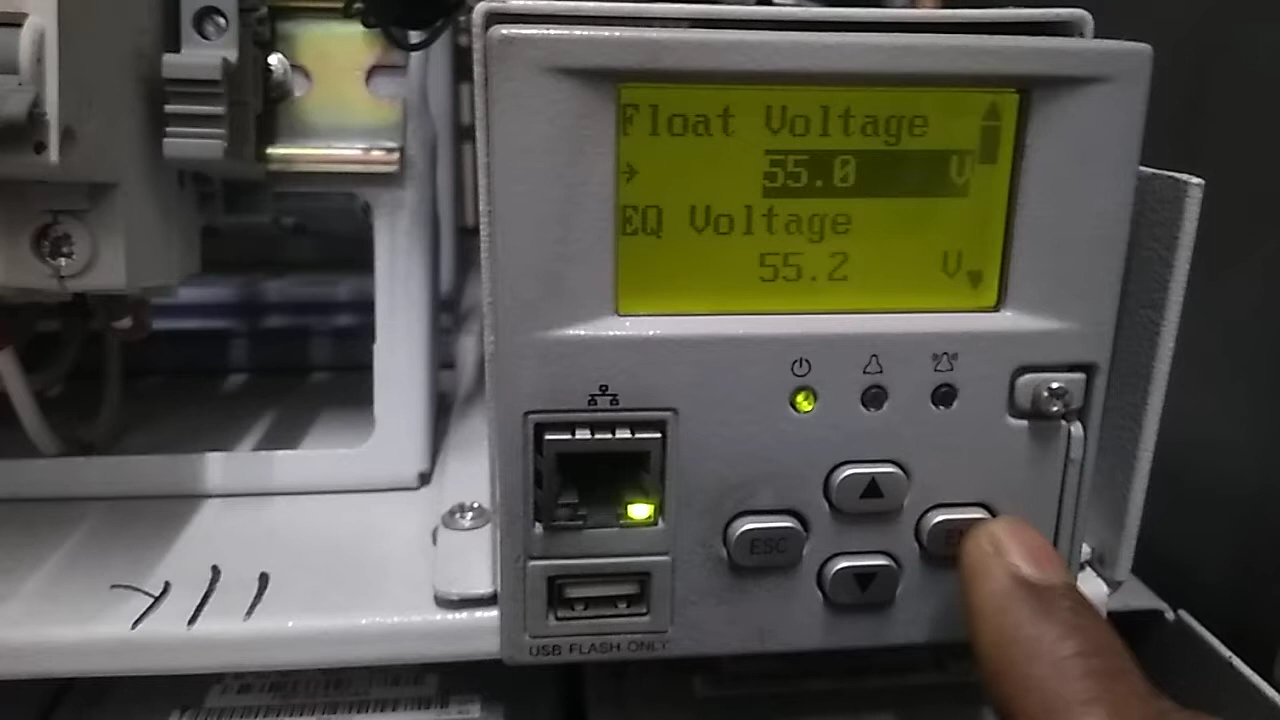 Float Voltage
→ 55.0 V
EQ Voltage
55.2 V
ESC
USB FLASH ONLY